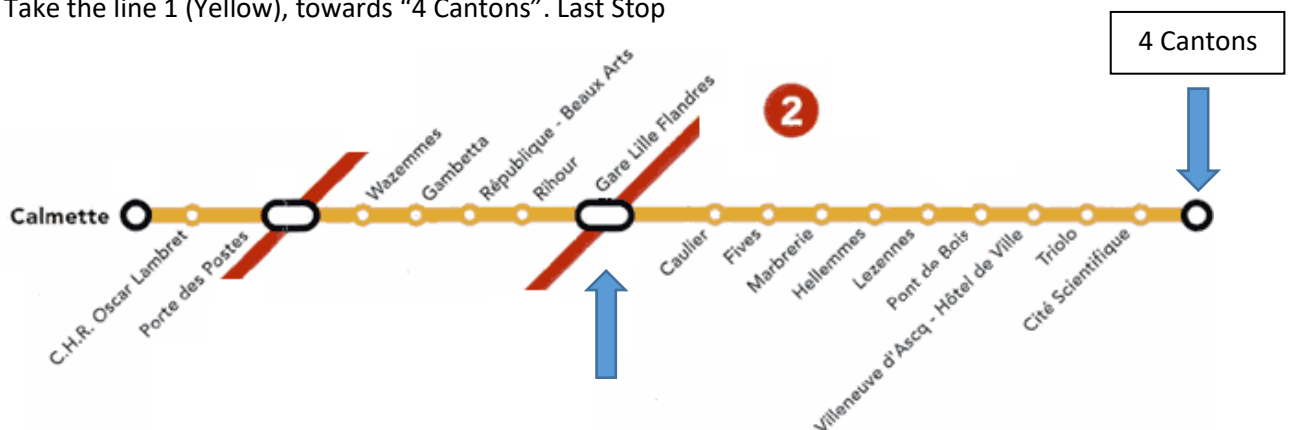 Take the line 1 (Yellow), towards “4 Cantons”. Last Stop
4 Cantons
2
Calmette
C.H.R. Oscar Lambret
Porte des Postes
Wazemmes
Gambetta
République - Beaux Arts
Rihour
Gare Lille Flandres
Caulier
Fives
Marbrerie
Hellemmes
Lezennes
Pont de Bois
Villeneuve d'Ascq - Hôtel de Ville
Triolo
Cité Scientifique